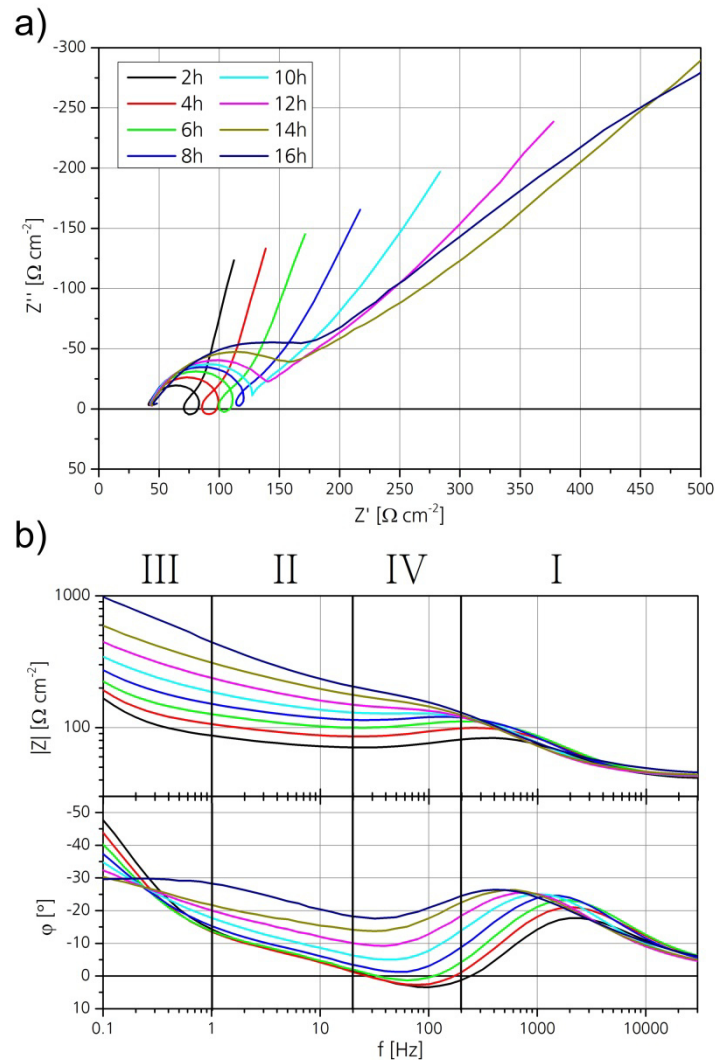 a)
-300
-250
-200
-150
-100
-50
0
50
Z'' [Ω cm⁻²]
2h 10h
4h 12h
6h 14h
8h 16h
0 50 100 150 200 250 300 350 400 450 500
Z' [Ω cm⁻²]
b)
III II IV I
1000
100
|Z| [Ω cm⁻²]
-50
-40
-30
-20
-10
0
10
φ [°]
0.1 1 10 100 1000 10000
f [Hz]